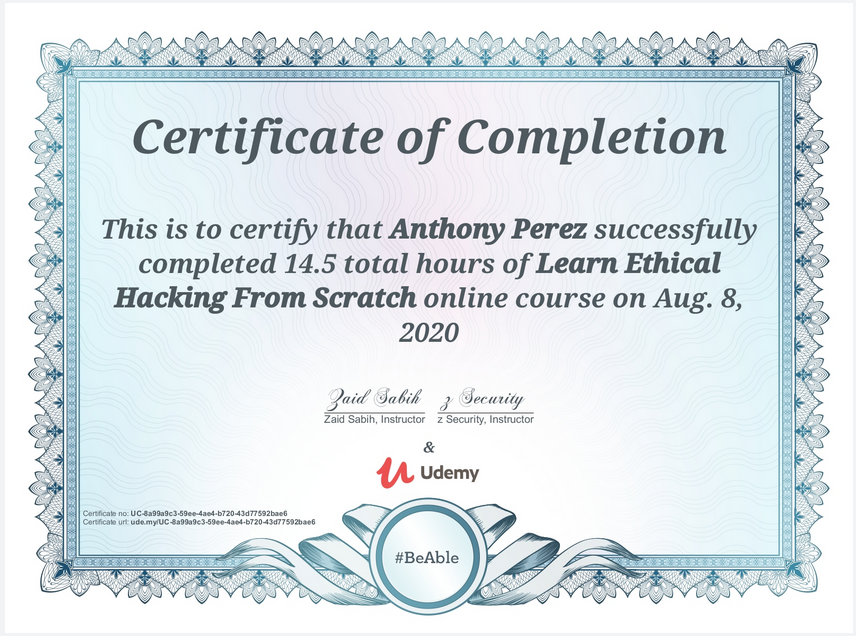 Certificate of Completion
This is to certify that Anthony Perez successfully
completed 14.5 total hours of Learn Ethical
Hacking From Scratch online course on Aug. 8,
2020
Zaid Sabih z Security
Zaid Sabih, Instructor z Security, Instructor
&
Udemy
Certificate no: UC-8a99a9c3-59ee-4ae4-b720-43d77592bae6
Certificate url: ude.my/UC-8a99a9c3-59ee-4ae4-b720-43d77592bae6
#BeAble